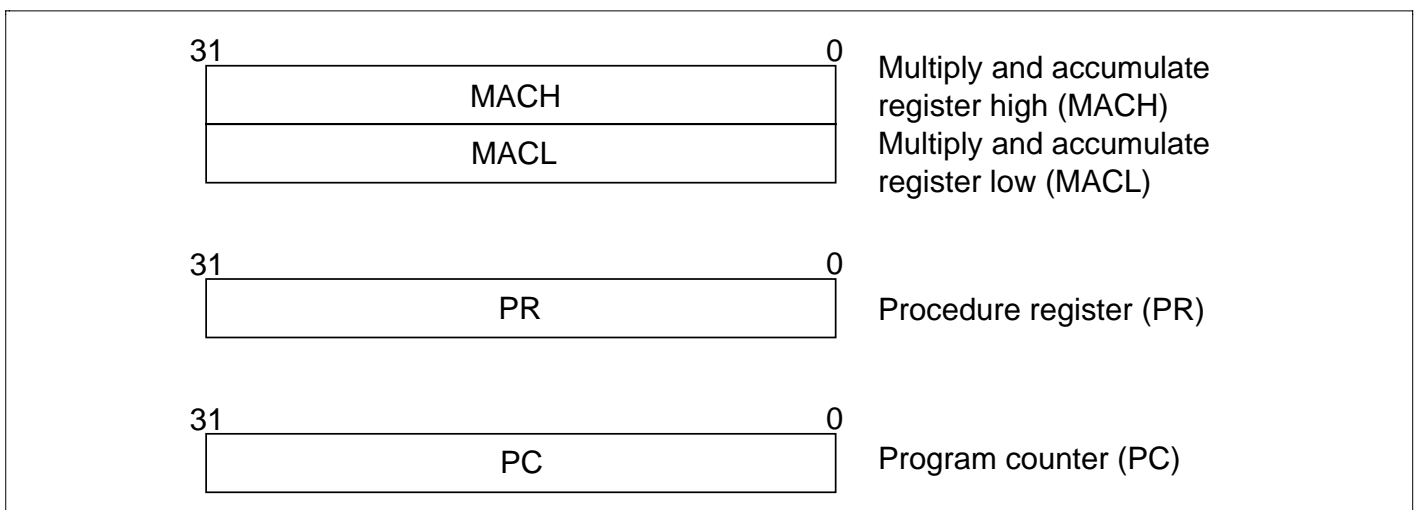 31 0
MACH
Multiply and accumulate
register high (MACH)
MACL
Multiply and accumulate
register low (MACL)
31 0
PR
Procedure register (PR)
31 0
PC
Program counter (PC)